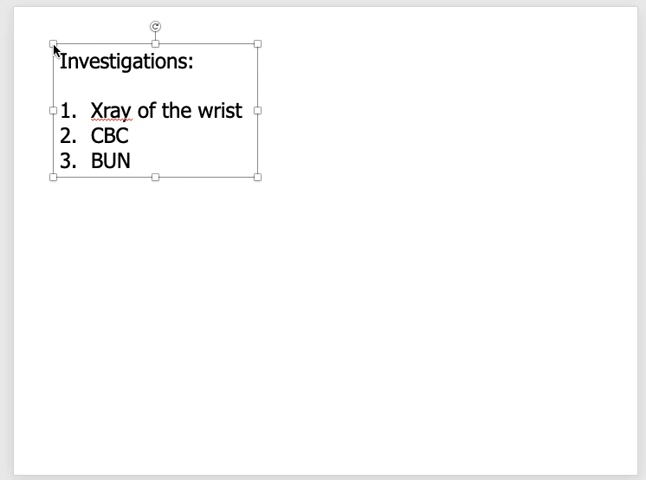 Investigations:
1. Xray of the wrist
2. CBC
3. BUN